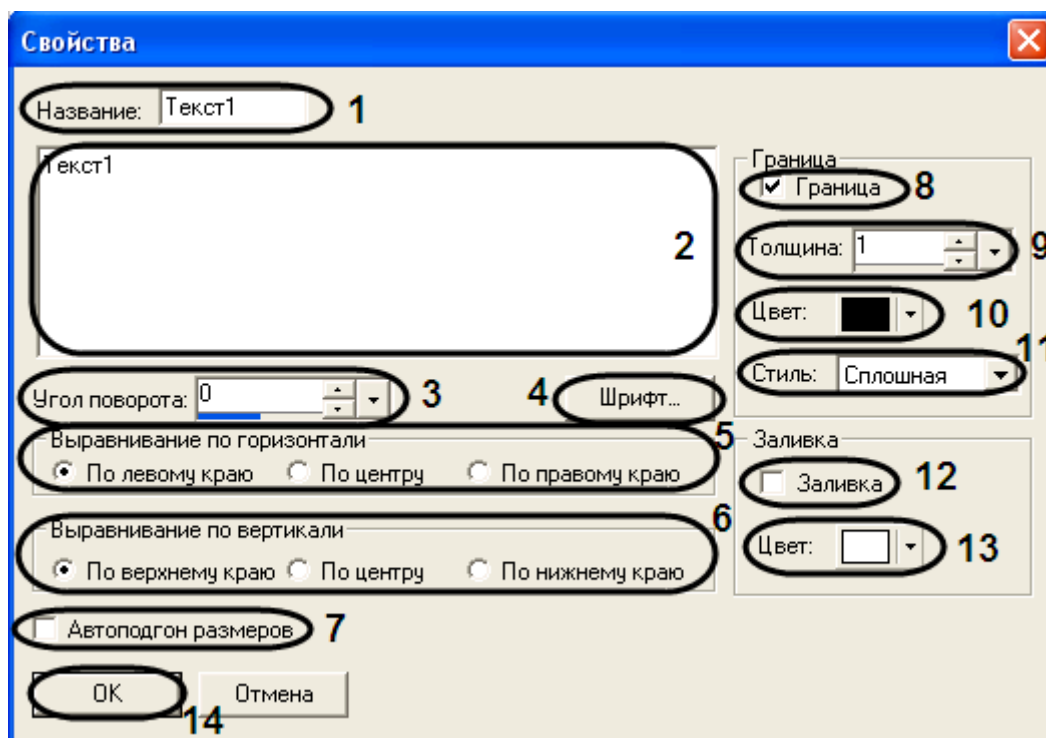 Свойства
Название: Текст1 1
Текст1
2
Граница
Граница 8
Толщина: 1 9
Цвет: 10
Стиль: Сплошная 11
Угол поворота: 0 3
4 Шрифт...
Выравнивание по горизонтали 5
По левому краю По центру По правому краю
Выравнивание по вертикали 6
По верхнему краю По центру По нижнему краю
Заливка
Заливка 12
Цвет: 13
Автоподгон размеров 7
OK Отмена
14